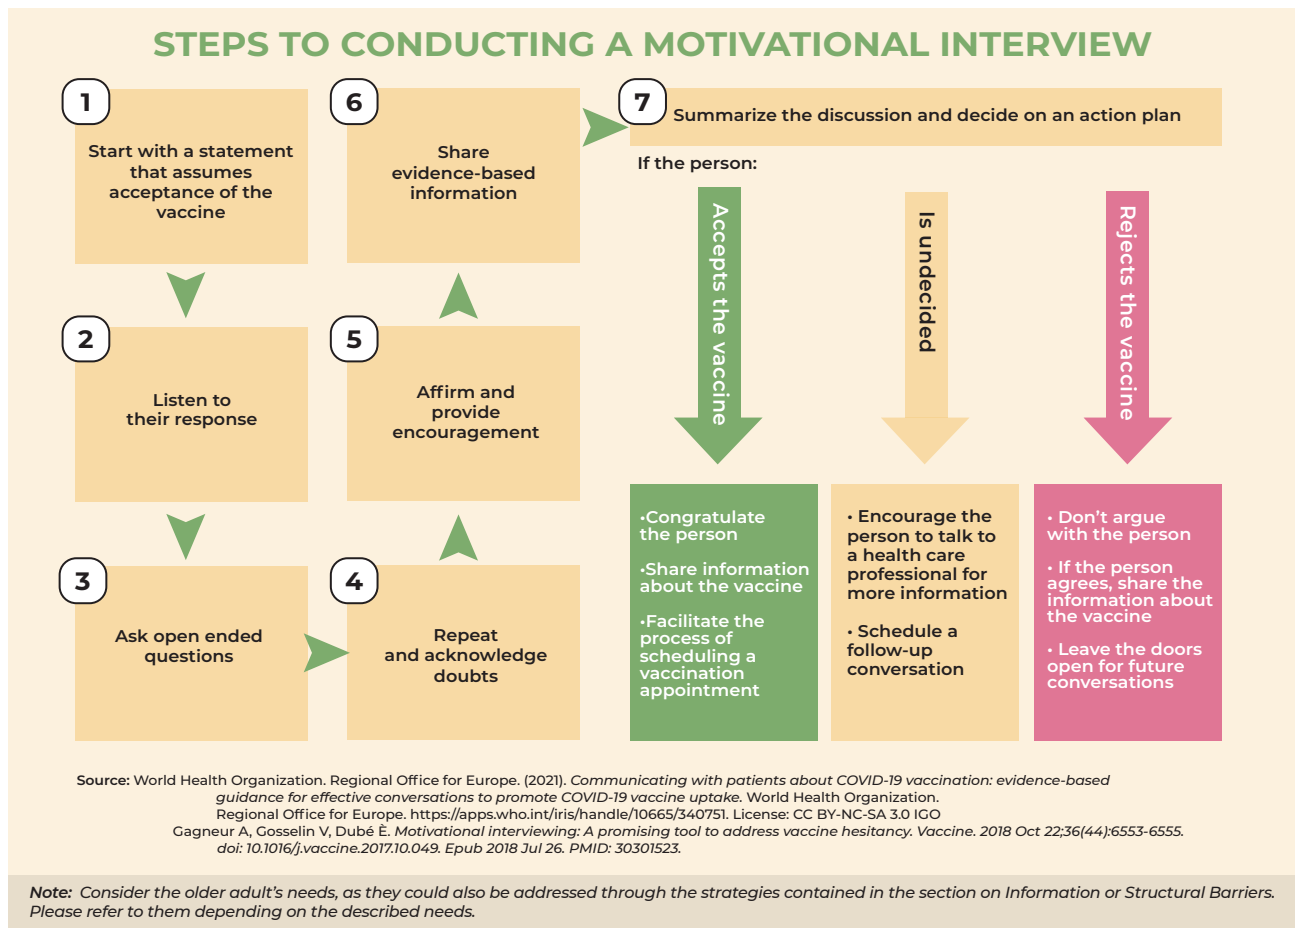 STEPS TO CONDUCTING A MOTIVATIONAL INTERVIEW
1
Start with a statement
that assumes
acceptance of the
vaccine
2
Listen to
their response
3
Ask open ended
questions
4
Repeat
and acknowledge
doubts
5
Affirm and
provide
encouragement
6
Share
evidence-based
information
7
Summarize the discussion and decide on an action plan
If the person:
Accepts the vaccine
•Congratulate
the person
•Share information
about the vaccine
•Facilitate the
process of
scheduling a
vaccination
appointment
Is undecided
• Encourage the
person to talk to
a health care
professional for
more information
• Schedule a
follow-up
conversation
Rejects the vaccine
• Don’t argue
with the person
• If the person
agrees, share the
information about
the vaccine
• Leave the doors
open for future
conversations
Source: World Health Organization. Regional Office for Europe. (2021). Communicating with patients about COVID-19 vaccination: evidence-based
guidance for effective conversations to promote COVID-19 vaccine uptake. World Health Organization.
Regional Office for Europe. https://apps.who.int/iris/handle/10665/340751. License: CC BY-NC-SA 3.0 IGO
Gagneur A, Gosselin V, Dubé È. Motivational interviewing: A promising tool to address vaccine hesitancy. Vaccine. 2018 Oct 22;36(44):6553-6555.
doi: 10.1016/j.vaccine.2017.10.049. Epub 2018 Jul 26. PMID: 30301523.
Note: Consider the older adult’s needs, as they could also be addressed through the strategies contained in the section on Information or Structural Barriers.
Please refer to them depending on the described needs.